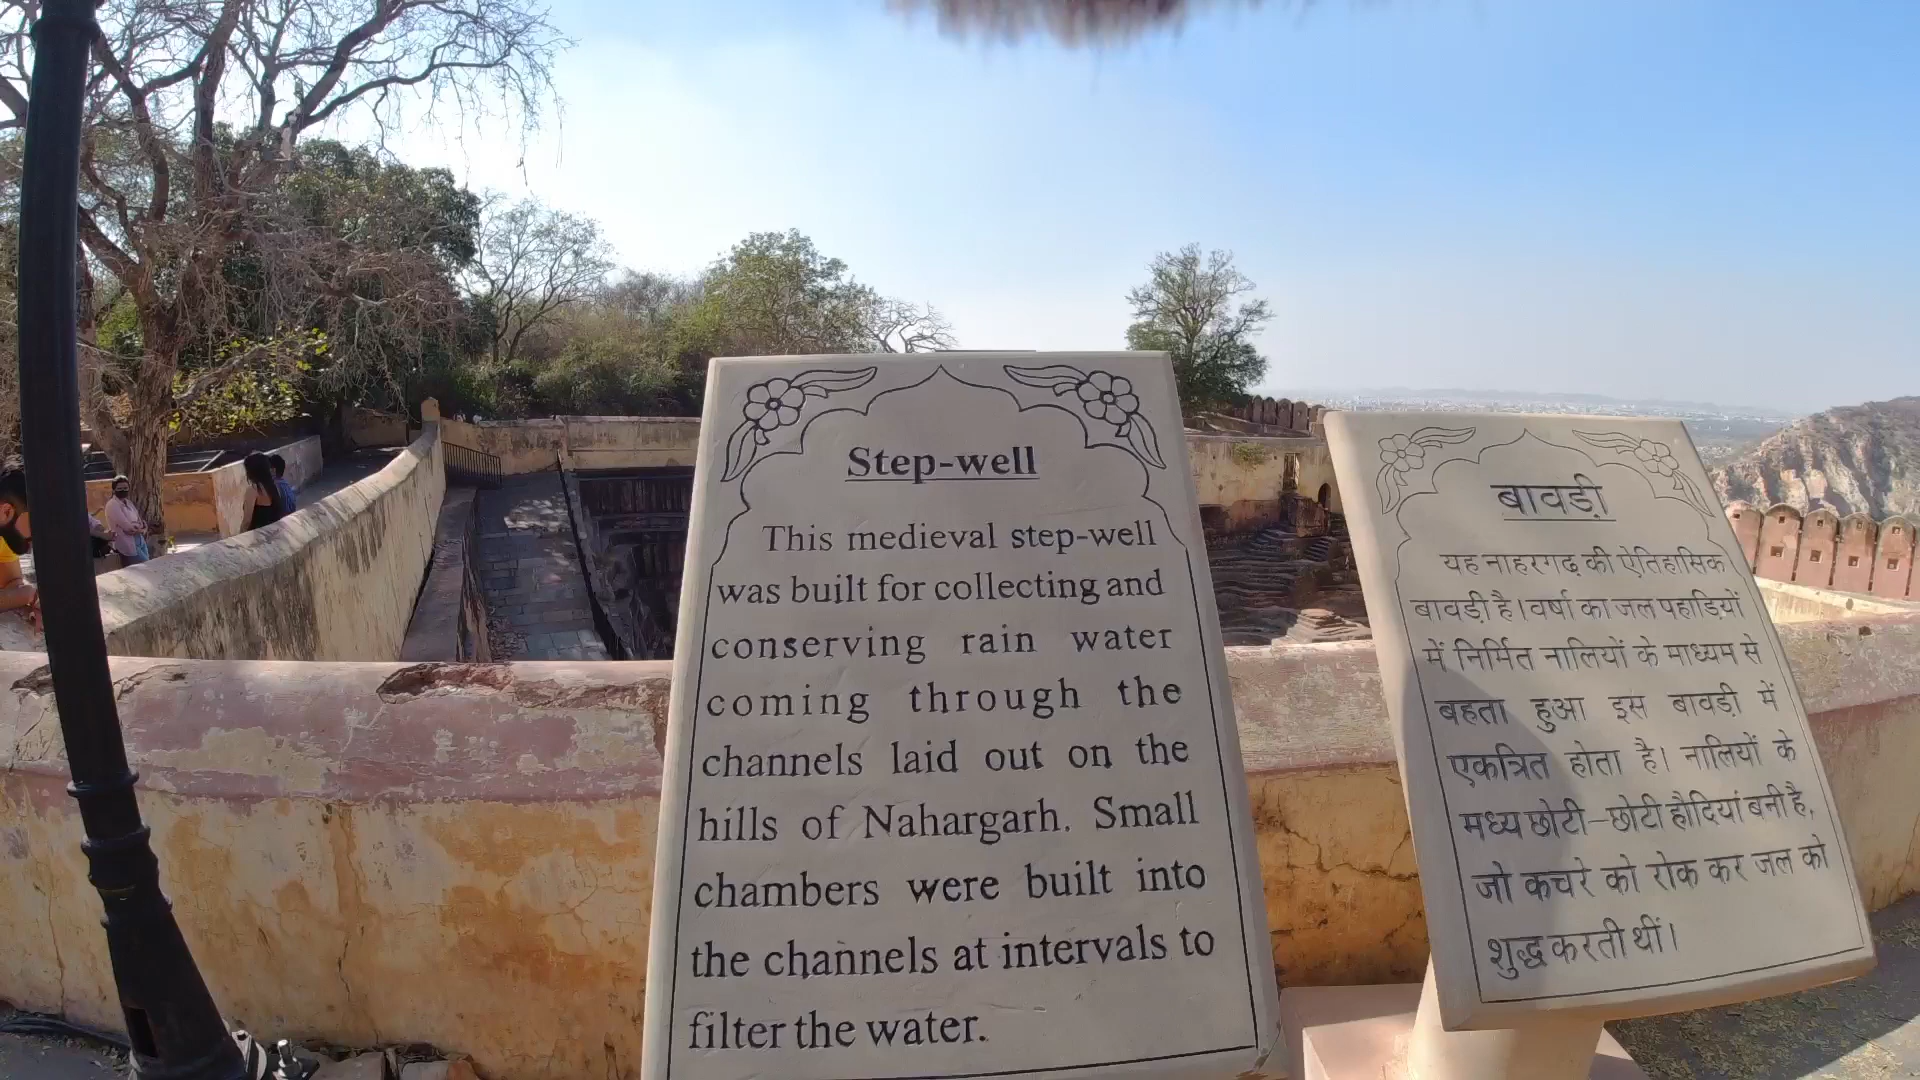 Step-well
This medieval step-well
was built for collecting and
conserving rain water
coming through the
channels laid out on the
hills of Nahargarh. Small
chambers were built into
the channels at intervals to
filter the water.
बावड़ी
यह नाहरगढ़ की ऐतिहासिक
बावड़ी है। वर्षा का जल पहाड़ियों
में निर्मित नालियों के माध्यम से
बहता हुआ इस बावड़ी में
एकत्रित होता है। नालियों के
मध्य छोटी–छोटी हौदियां बनी है,
जो कचरे को रोक कर जल को
शुद्ध करती थीं।